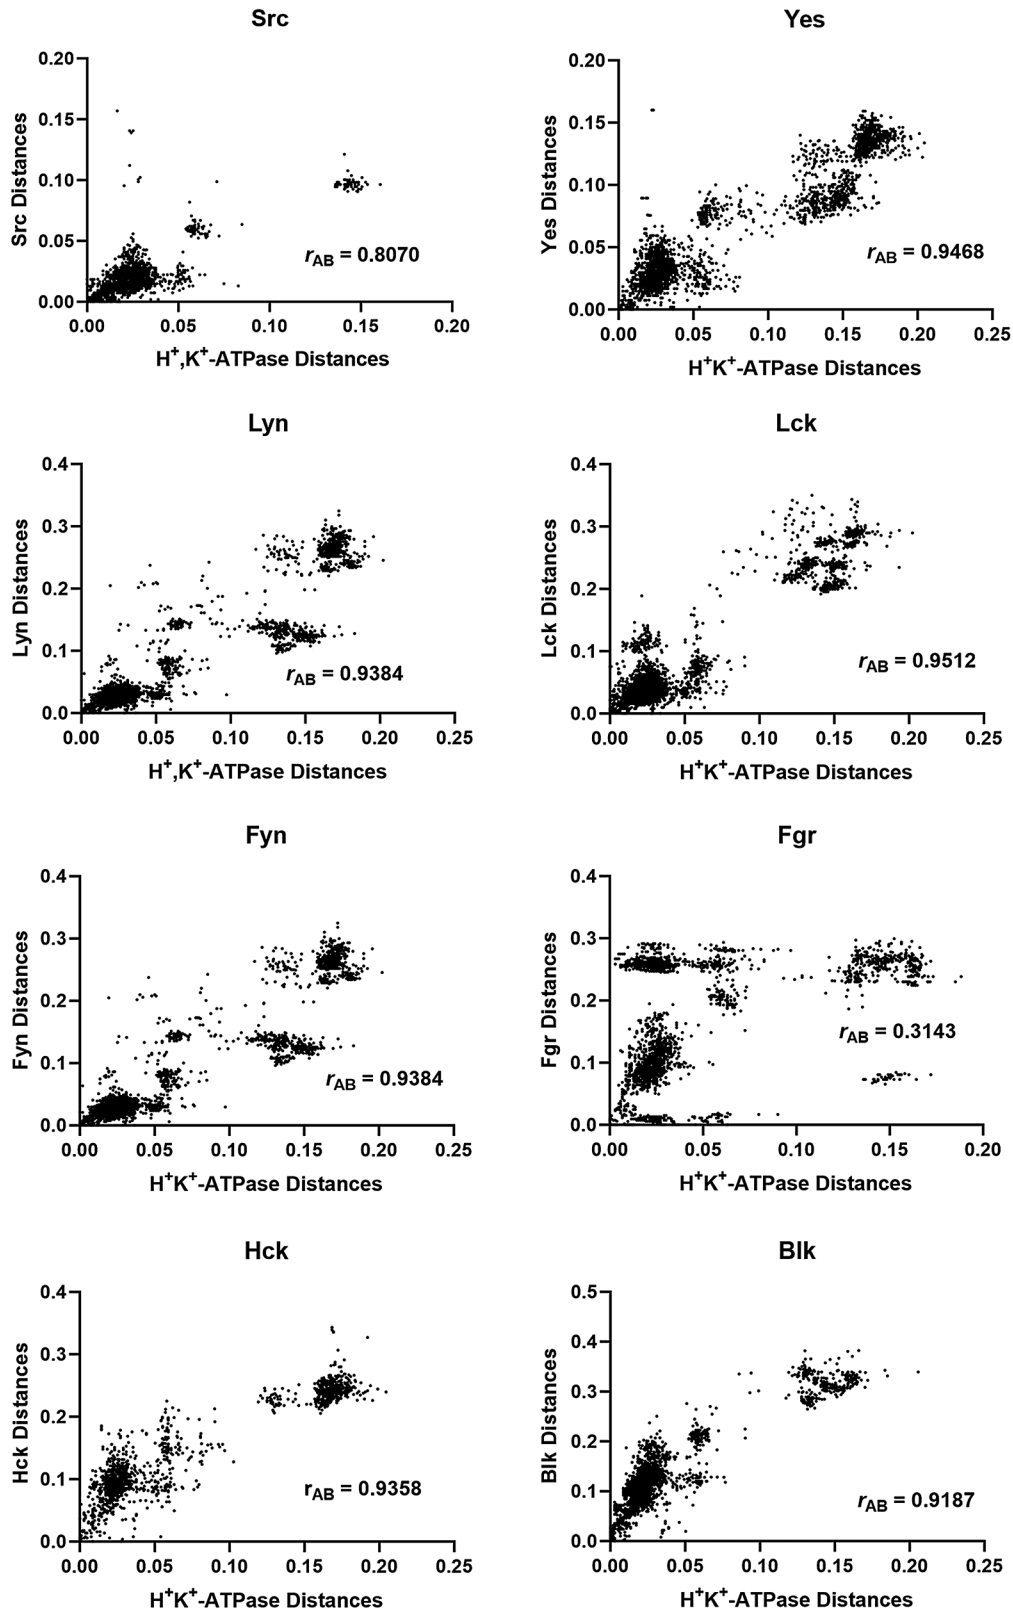 Src
Yes
0.20
0.15
0.10
0.05
0.00
Src Distances
r_AB = 0.8070
0.00 0.05 0.10 0.15 0.20
H⁺,K⁺-ATPase Distances
0.20
0.15
0.10
0.05
0.00
Yes Distances
r_AB = 0.9468
0.00 0.05 0.10 0.15 0.20 0.25
H⁺K⁺-ATPase Distances
Lyn
Lck
0.4
0.3
0.2
0.1
0.0
Lyn Distances
r_AB = 0.9384
0.00 0.05 0.10 0.15 0.20 0.25
H⁺,K⁺-ATPase Distances
0.4
0.3
0.2
0.1
0.0
Lck Distances
r_AB = 0.9512
0.00 0.05 0.10 0.15 0.20 0.25
H⁺K⁺-ATPase Distances
Fyn
Fgr
0.4
0.3
0.2
0.1
0.0
Fyn Distances
r_AB = 0.9384
0.00 0.05 0.10 0.15 0.20 0.25
H⁺K⁺-ATPase Distances
0.4
0.3
0.2
0.1
0.0
Fgr Distances
r_AB = 0.3143
0.00 0.05 0.10 0.15 0.20
H⁺K⁺-ATPase Distances
Hck
Blk
0.4
0.3
0.2
0.1
0.0
Hck Distances
r_AB = 0.9358
0.00 0.05 0.10 0.15 0.20 0.25
H⁺K⁺-ATPase Distances
0.5
0.4
0.3
0.2
0.1
0.0
Blk Distances
r_AB = 0.9187
0.00 0.05 0.10 0.15 0.20 0.25
H⁺K⁺-ATPase Distances